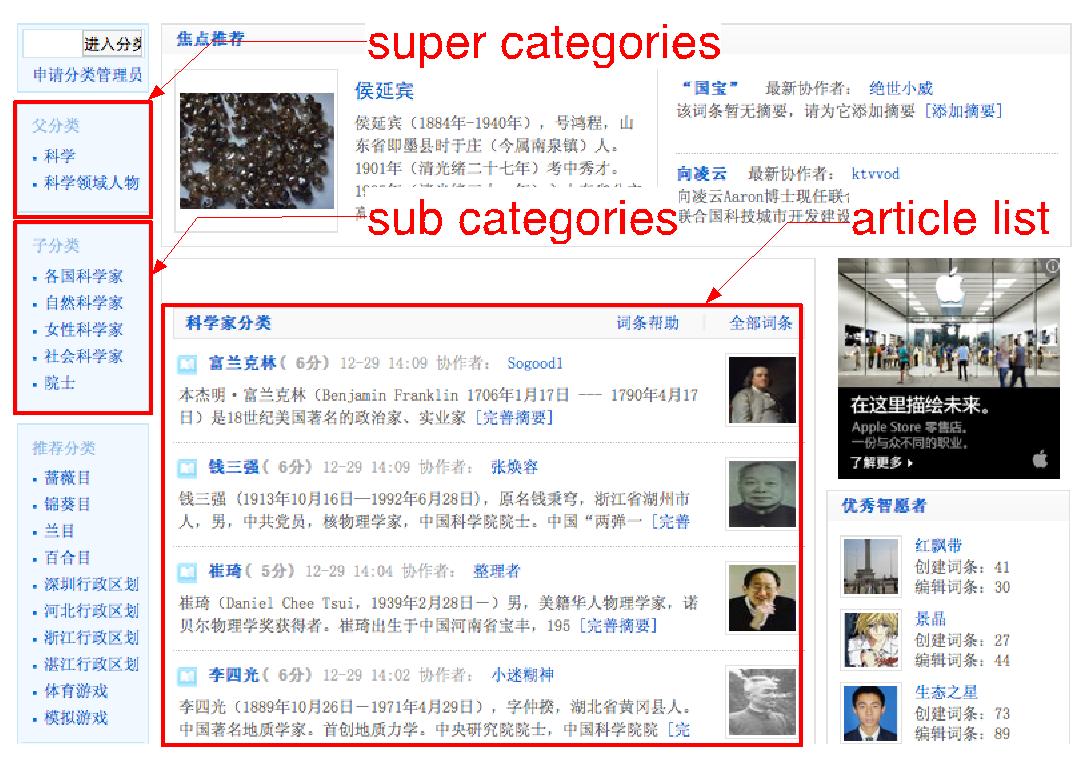 进入分类
申请分类管理员
父分类
科学
科学领域人物
子分类
各国科学家
自然科学家
女性科学家
社会科学家
院士
推荐分类
蔷薇目
锦葵目
兰目
百合目
深圳行政区划
河北行政区划
浙江行政区划
湛江行政区划
体育游戏
模拟游戏
焦点推荐
super categories
侯延宾
侯延宾（1884年-1940年），号鸿程，山
东省即墨县时于庄（今属南泉镇）人。
1901年（清光绪二十七年）考中秀才。
“国宝” 最新协作者： 绝世小威
该词条暂无摘要，请为它添加摘要 [添加摘要]
向凌云 最新协作者： ktvvod
向凌云Aaron博士现任联
联合国科技城市开发建设
sub categories
article list
科学家分类 词条帮助 全部词条
富兰克林( 6分) 12-29 14:09 协作者： Sogood1
本杰明·富兰克林（Benjamin Franklin 1706年1月17日 --- 1790年4月17
日）是18世纪美国著名的政治家、实业家 [完善摘要]
钱三强( 6分) 12-29 14:09 协作者： 张焕容
钱三强（1913年10月16日—1992年6月28日），原名钱秉穹，浙江省湖州市
人，男，中共党员，核物理学家，中国科学院院士。中国“两弹一 [完善
崔琦( 5分) 12-29 14:04 协作者： 整理者
崔琦（Daniel Chee Tsui，1939年2月28日－）男，美籍华人物理学家，诺
贝尔物理学奖获得者。崔琦出生于中国河南省宝丰，195 [完善摘要]
李四光( 6分) 12-29 14:02 协作者： 小迷糊神
李四光（1889年10月26日－1971年4月29日），字仲揆，湖北省黄冈县人。
中国著名地质学家。首创地质力学。中央研究院院士，中国科学院院 [完
在这里描绘未来。
Apple Store 零售店。
一份与众不同的职业。
了解更多
优秀智愿者
红飘带
创建词条：41
编辑词条：30
景晶
创建词条：27
编辑词条：44
生态之星
创建词条：73
编辑词条：89